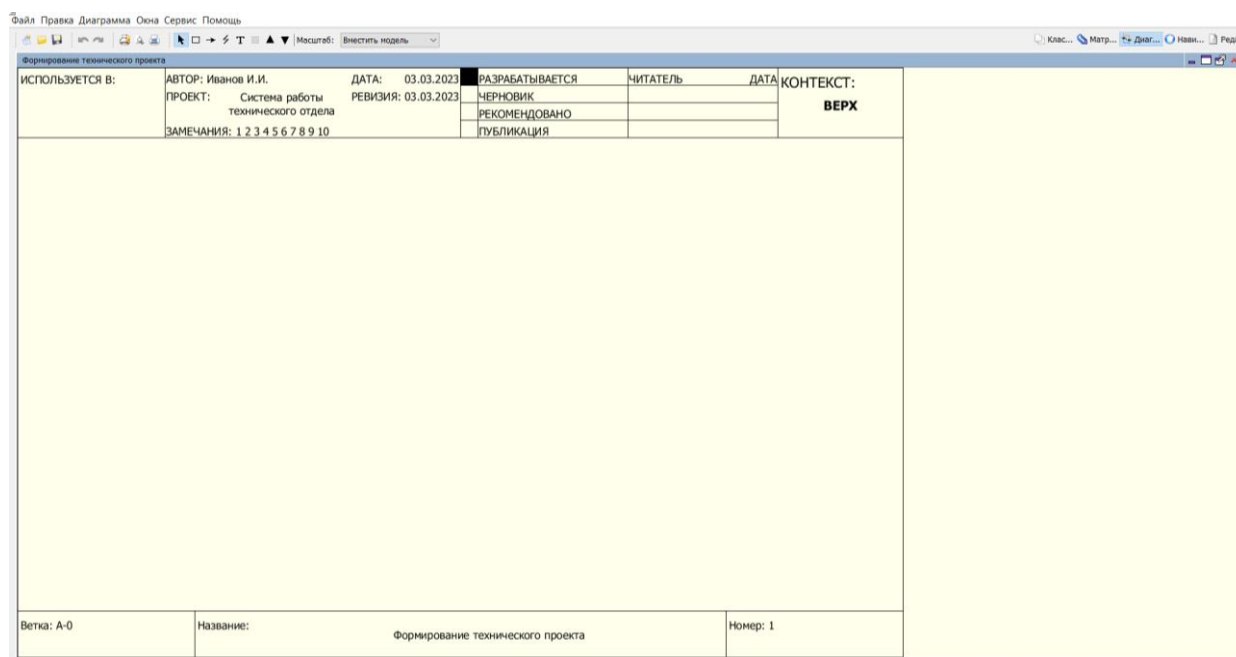 Файл Правка Диаграмма Окна Сервис Помощь
T Масштаб: Вместить модель Клас... Матр... Диаг... Нави... Реда
Формирование технического проекта
ИСПОЛЬЗУЕТСЯ В: АВТОР: Иванов И.И. ДАТА: 03.03.2023 РАЗРАБАТЫВАЕТСЯ ЧИТАТЕЛЬ ДАТА КОНТЕКСТ:
ПРОЕКТ: Система работы РЕВИЗИЯ: 03.03.2023 ЧЕРНОВИК ВЕРХ
технического отдела РЕКОМЕНДОВАНО
ЗАМЕЧАНИЯ: 1 2 3 4 5 6 7 8 9 10 ПУБЛИКАЦИЯ
Ветка: А-0 Название: Формирование технического проекта Номер: 1